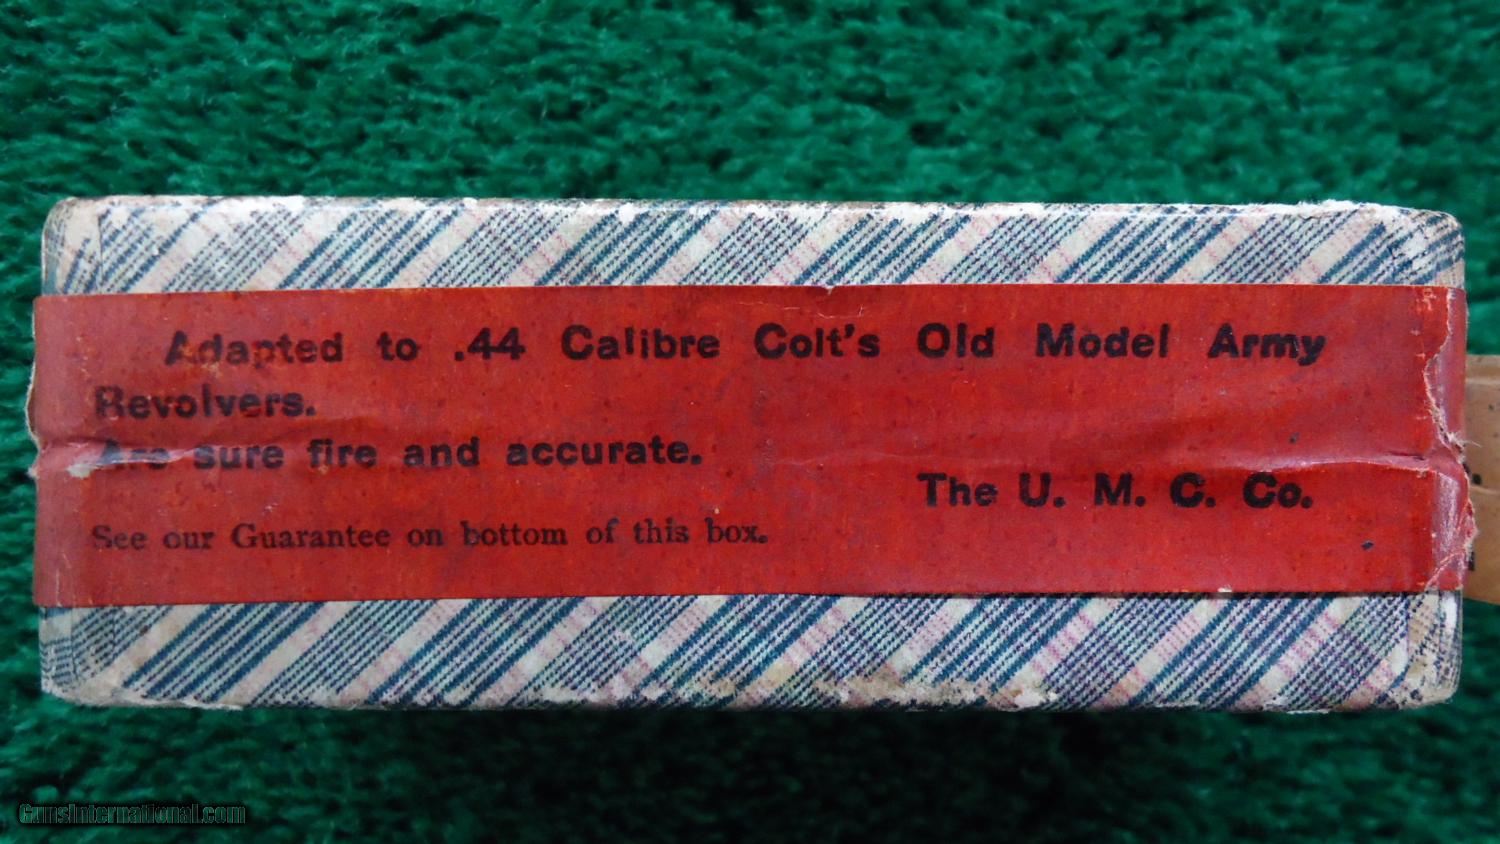 Adapted to .44 Calibre Colt's Old Model Army
Revolvers.
Are sure fire and accurate.
The U. M. C. Co.
See our Guarantee on bottom of this box.
GunsInternational.com